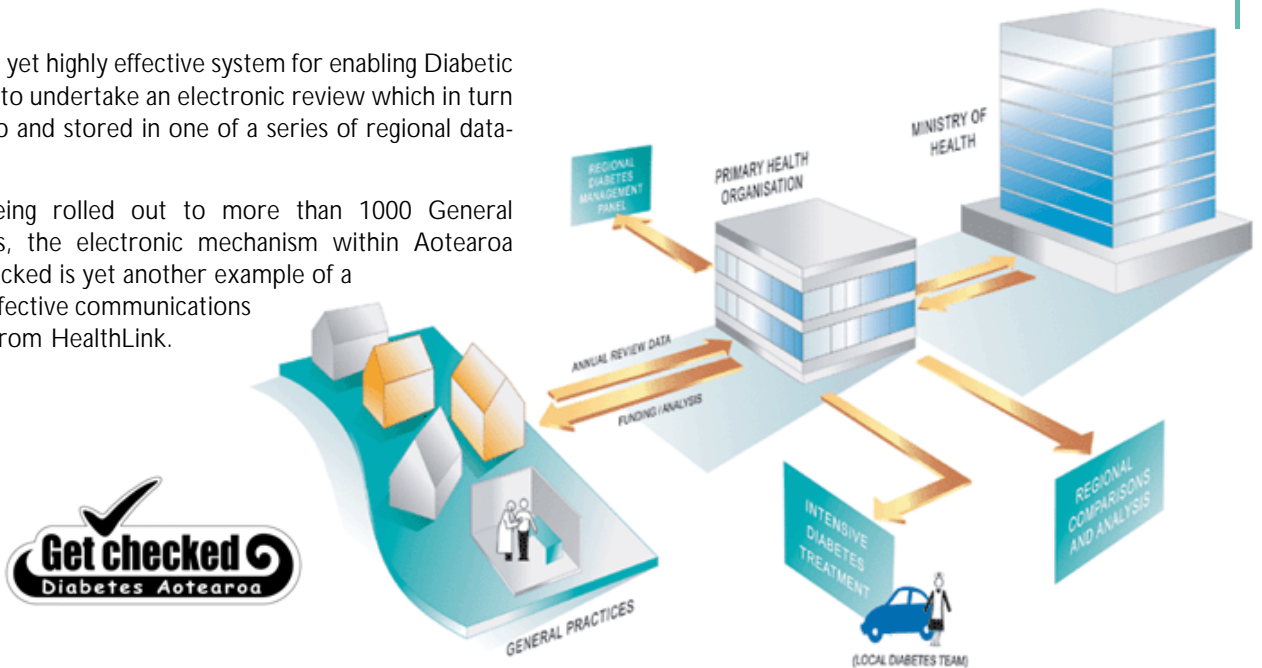 yet highly effective system for enabling Diabetic
to undertake an electronic review which in turn
and stored in one of a series of regional data-
eing rolled out to more than 1000 General
s, the electronic mechanism within Aotearoa
cked is yet another example of a
fective communications
rom HealthLink.
MINISTRY OF
HEALTH
PRIMARY HEALTH
ORGANISATION
REGIONAL
DIABETES
MANAGEMENT
PANEL
ANNUAL REVIEW DATA
FUNDING / ANALYSIS
REGIONAL
COMPARISONS
AND ANALYSIS
INTENSIVE
DIABETES
TREATMENT
(LOCAL DIABETES TEAM)
GENERAL PRACTICES
Get checked
Diabetes Aotearoa